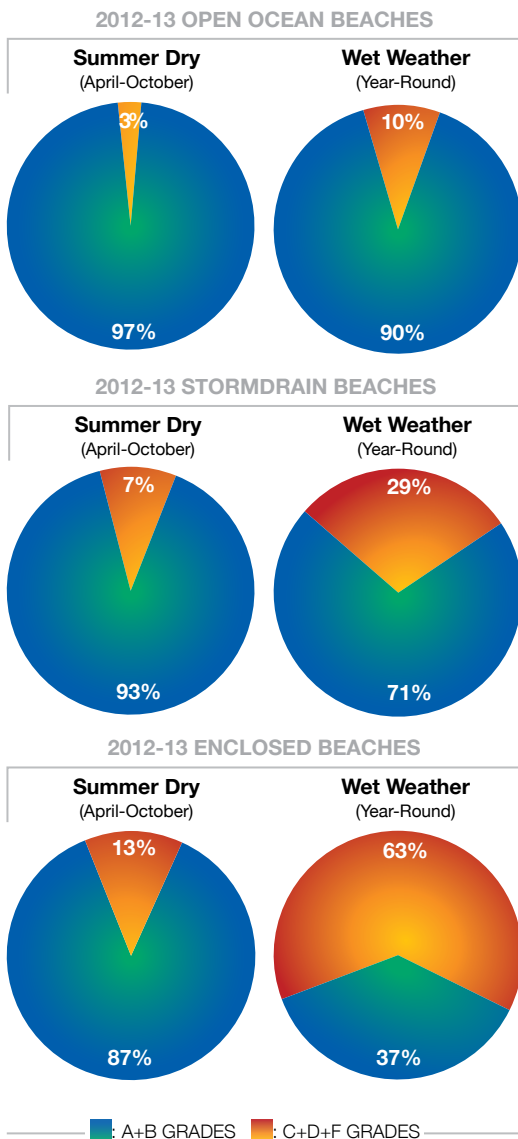 2012-13 OPEN OCEAN BEACHES
Summer Dry
(April-October)
3%
97%
Wet Weather
(Year-Round)
10%
90%
2012-13 STORMDRAIN BEACHES
Summer Dry
(April-October)
7%
93%
Wet Weather
(Year-Round)
29%
71%
2012-13 ENCLOSED BEACHES
Summer Dry
(April-October)
13%
87%
Wet Weather
(Year-Round)
63%
37%
: A+B GRADES : C+D+F GRADES